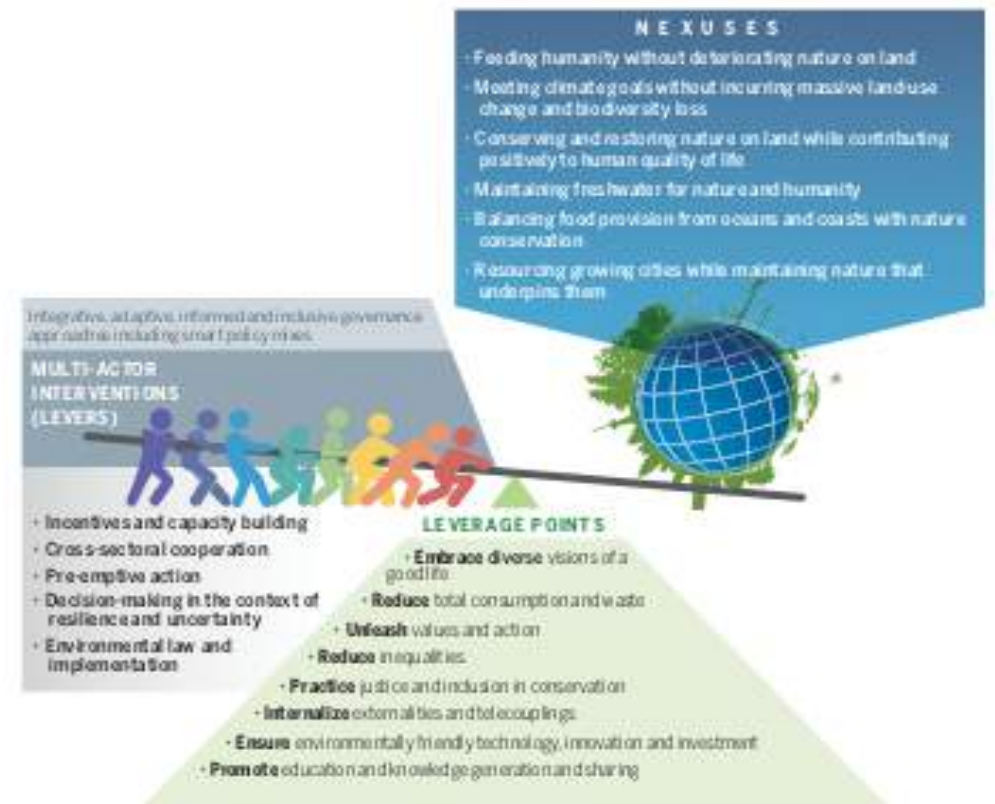 NEXUSES
· Feeding humanity without deteriorating nature on land
· Meeting climate goals without incurring massive land use
change and biodiversity loss
· Conserving and restoring nature on land while contributing
positively to human quality of life
· Maintaining freshwater for nature and humanity
· Balancing food provision from oceans and coasts with nature
conservation
· Resourcing growing cities while maintaining nature that
underpins them
Integrative, adaptive, informed and inclusive governance
approaches including smart policy mixes
MULTI-ACTOR
INTERVENTIONS
(LEVERS)
· Incentives and capacity building
· Cross-sectoral cooperation
· Pre-emptive action
· Decision-making in the context of
resilience and uncertainty
· Environmental law and
implementation
LEVERAGE POINTS
· Embrace diverse visions of a
good life
· Reduce total consumption and waste
· Unleash values and action
· Reduce inequalities
· Practice justice and inclusion in conservation
· Internalize externalities and telecouplings
· Ensure environmentally friendly technology, innovation and investment
· Promote education and knowledge generation and sharing